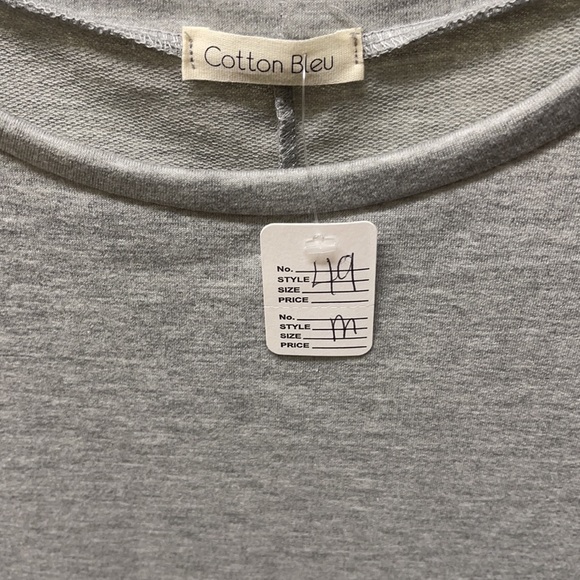 Cotton Bleu
No. 49
STYLE
SIZE
PRICE
No.
STYLE m
SIZE
PRICE